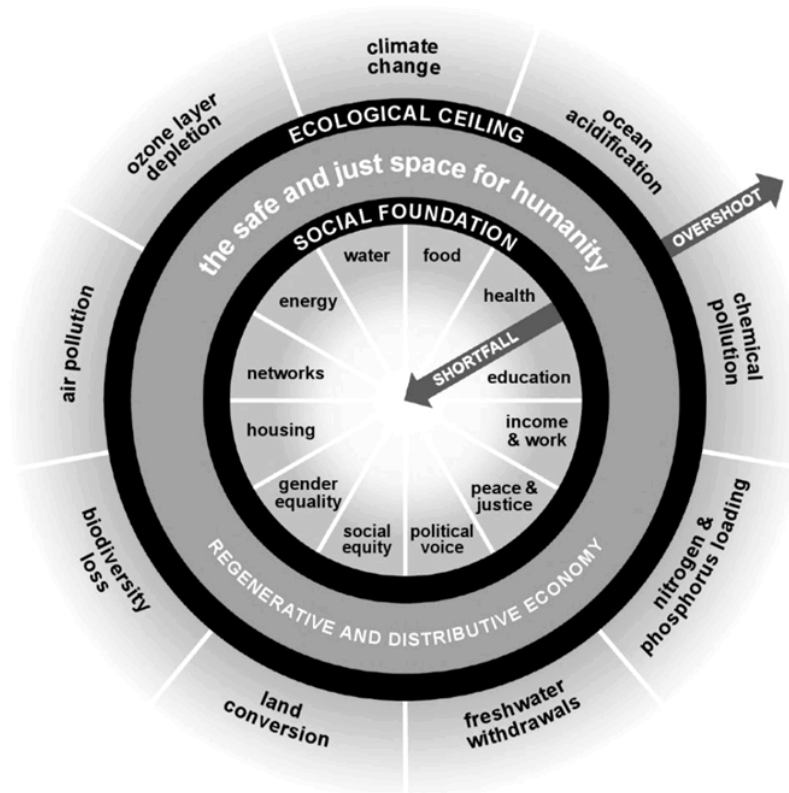 climate
change
ocean
acidification
OVERSHOOT
chemical
pollution
nitrogen &
phosphorus loading
freshwater
withdrawals
land
conversion
biodiversity
loss
air pollution
ozone layer
depletion
ECOLOGICAL CEILING
the safe and just space for humanity
SOCIAL FOUNDATION
water
food
energy
health
SHORTFALL
networks
education
housing
income
& work
gender
equality
peace &
justice
social
equity
political
voice
REGENERATIVE AND DISTRIBUTIVE ECONOMY